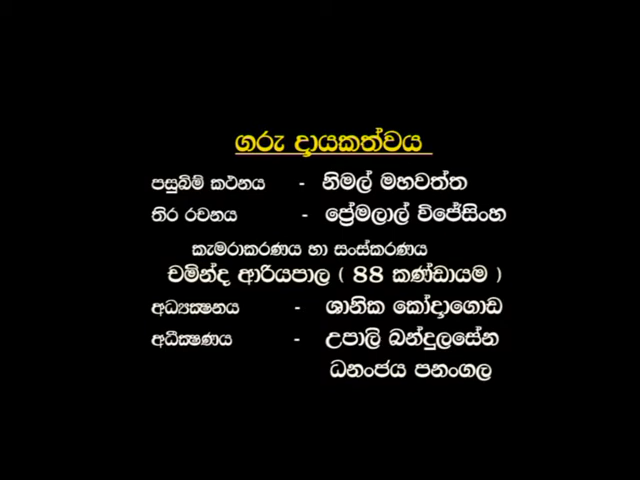 ගරු දායකත්වය
පසුබිම් කථනය - නිමල් මහවත්ත
තිර රචනය - ප්‍රේමලාල් විජේසිංහ
කැමරාකරණය හා සංස්කරණය
චමින්ද ආරියපාල ( 88 කණ්ඩායම )
අධ්‍යක්ෂනය - ශානික කෝදාගොඩ
අධීක්ෂණය - උපාලි බන්දුලසේන
ධනංජය පනංගල